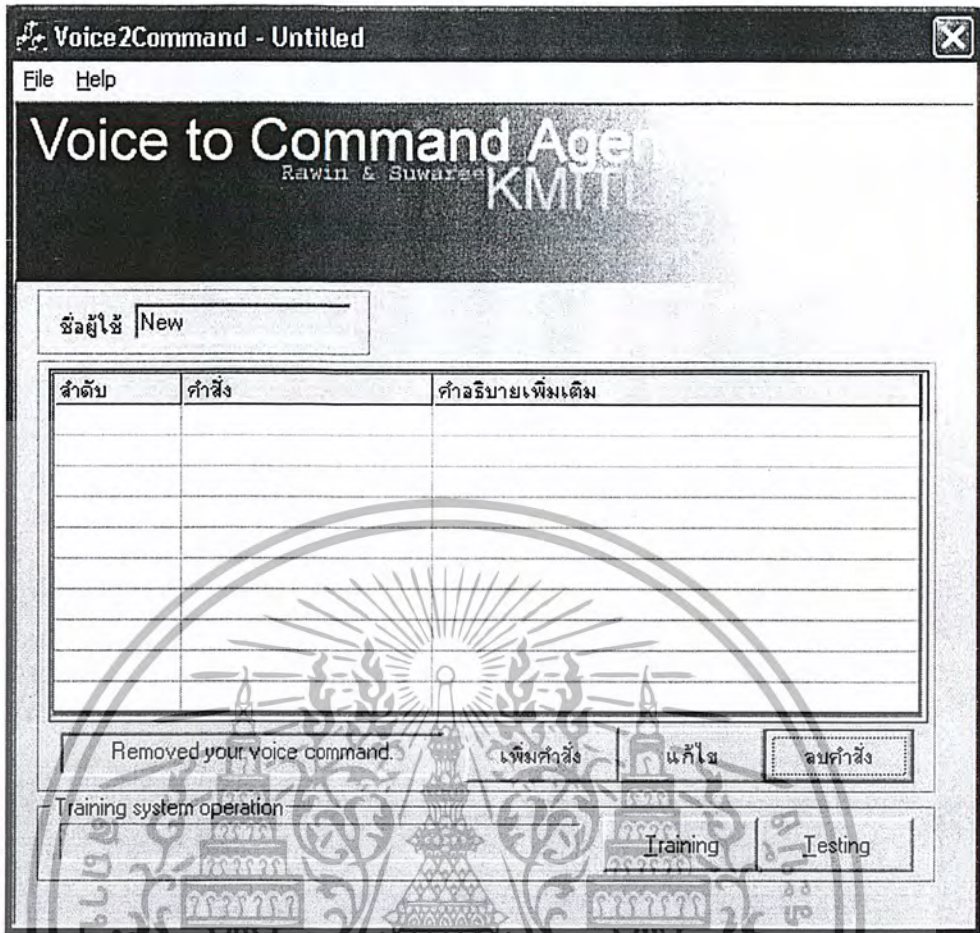 Voice2Command - Untitled
File Help
Voice to Command Agen
Rawin & Suwaree
KMITL
ชื่อผู้ใช้ New
ลำดับ คำสั่ง คำอธิบายเพิ่มเติม
Removed your voice command. เพิ่มคำสั่ง แก้ไข ลบคำสั่ง
Training system operation
Training Testing